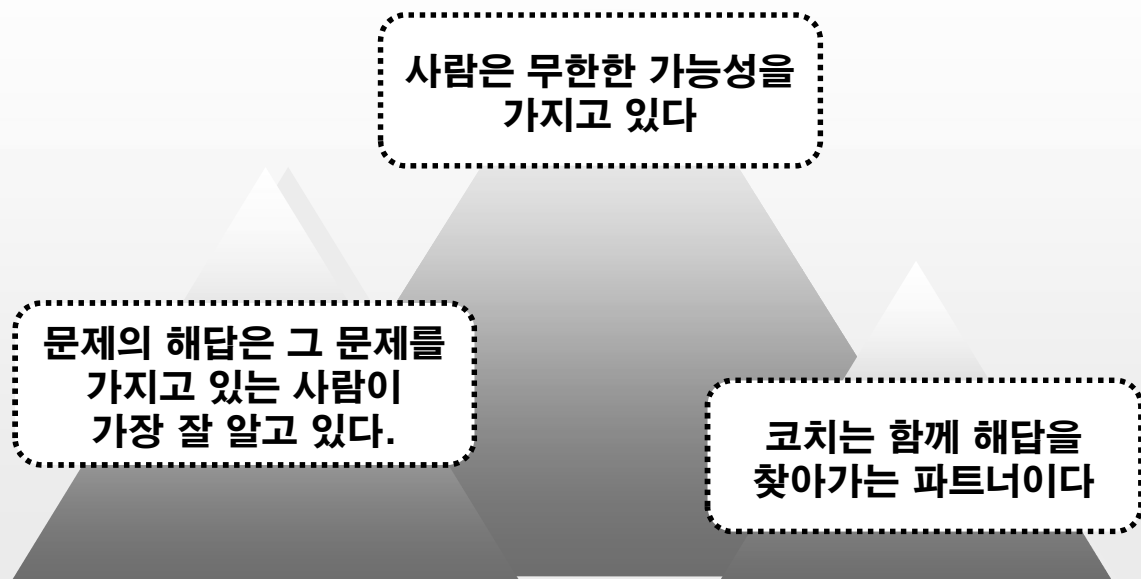 사람은 무한한 가능성을
가지고 있다
문제의 해답은 그 문제를
가지고 있는 사람이
가장 잘 알고 있다.
코치는 함께 해답을
찾아가는 파트너이다